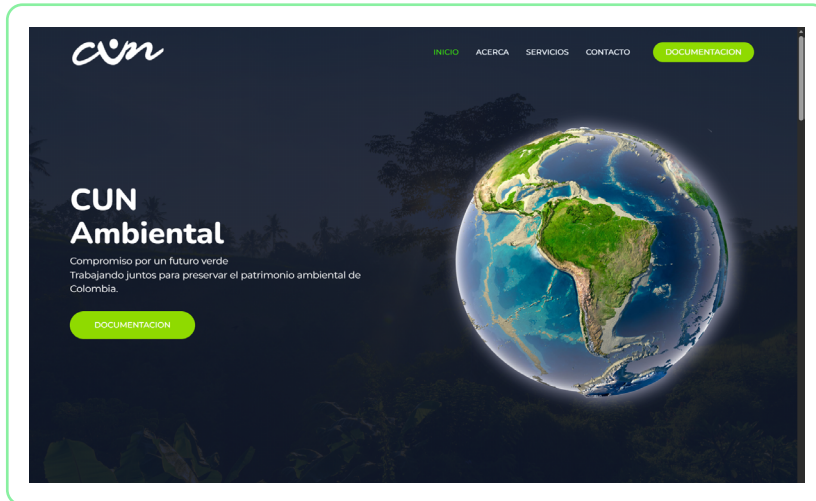 cun
INICIO ACERCA SERVICIOS CONTACTO DOCUMENTACION
CUN
Ambiental
Compromiso por un futuro verde
Trabajando juntos para preservar el patrimonio ambiental de
Colombia.
DOCUMENTACION